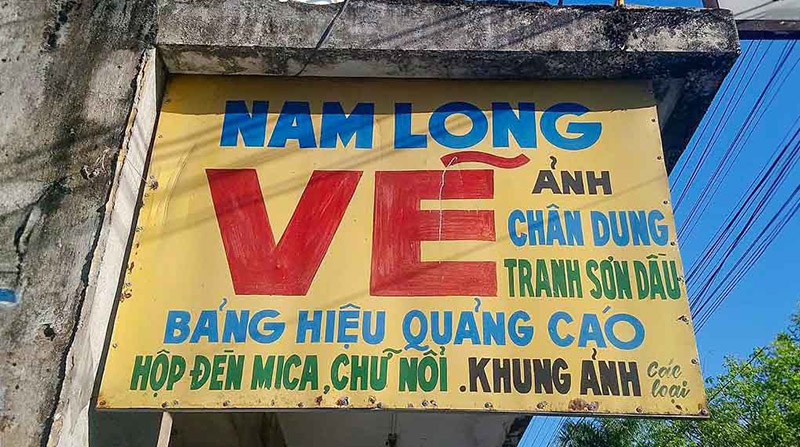 NAM LONG
VẼ
ẢNH
CHÂN DUNG
TRANH SƠN DẦU
BẢNG HIỆU QUẢNG CÁO
HỘP ĐÈN MICA, CHỮ NỔI . KHUNG ẢNH các loại